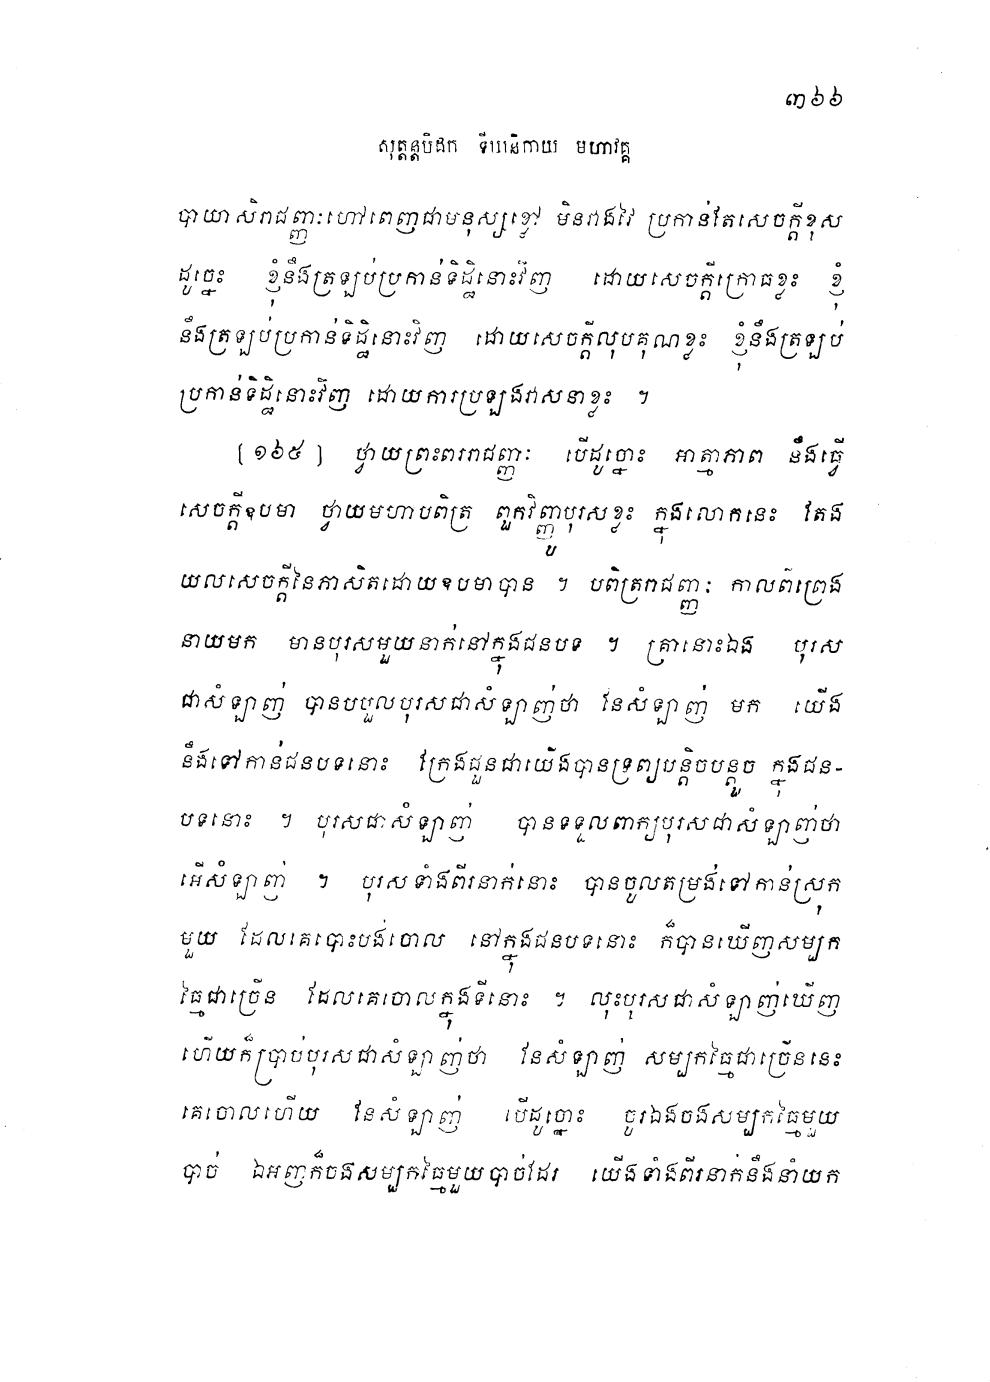 ៣៦៦
សុត្តន្តបិដក ទីឃនិកាយ មហាវគ្គ
បាយាសិរាជញ្ញៈហៅពេញជាមនុស្សខ្លៅ មិនវាងវៃ ប្រកាន់តែសេចក្តីខុស
ដូច្នេះ ខ្ញុំនឹងត្រឡប់ប្រកាន់ទិដ្ឋិនោះវិញ ដោយសេចក្តីក្រោធខ្លះ ខ្ញុំ
នឹងត្រឡប់ប្រកាន់ទិដ្ឋិនោះវិញ ដោយសេចក្តីលុបគុណខ្លះ ខ្ញុំនឹងត្រឡប់
ប្រកាន់ទិដ្ឋិនោះវិញ ដោយការប្រឡងវាសនាខ្លះ ។
[១៦៥] ថ្វាយព្រះពររាជញ្ញៈ បើដូច្នោះ អាត្មាភាព នឹងធ្វើ
សេចក្តីឧបមា ថ្វាយមហាបពិត្រ ពួកវិញ្ញូបុរសខ្លះ ក្នុងលោកនេះ តែង
យល់សេចក្តីនៃភាសិតដោយឧបមាបាន ។ បពិត្ររាជញ្ញៈ កាលពីព្រេង
នាយមក មានបុរសមួយនាក់នៅក្នុងជនបទ ។ គ្រានោះឯង បុរស
ជាសំឡាញ់ បានបបួលបុរសជាសំឡាញ់ថា នែសំឡាញ់ មក យើង
នឹងទៅកាន់ជនបទនោះ ក្រែងជួនជាយើងបានទ្រព្យបន្តិចបន្តួច ក្នុងជន-
បទនោះ ។ បុរសជាសំឡាញ់ បានទទួលពាក្យបុរសជាសំឡាញ់ថា
អើសំឡាញ់ ។ បុរសទាំងពីរនាក់នោះ បានចូលតម្រង់ទៅកាន់ស្រុក
មួយ ដែលគេបោះបង់ចោល នៅក្នុងជនបទនោះ ក៏បានឃើញសម្បក
ធ្មៃជាច្រើន ដែលគេចោលក្នុងទីនោះ ។ លុះបុរសជាសំឡាញ់ឃើញ
ហើយក៏ប្រាប់បុរសជាសំឡាញ់ថា នែសំឡាញ់ សម្បកធ្មៃជាច្រើននេះ
គេចោលហើយ នែសំឡាញ់ បើដូច្នោះ ចូរឯងចងសម្បកធ្មៃមួយ
បាច់ ឯអញក៏ចងសម្បកធ្មៃមួយបាច់ដែរ យើងទាំងពីរនាក់នឹងនាំយក